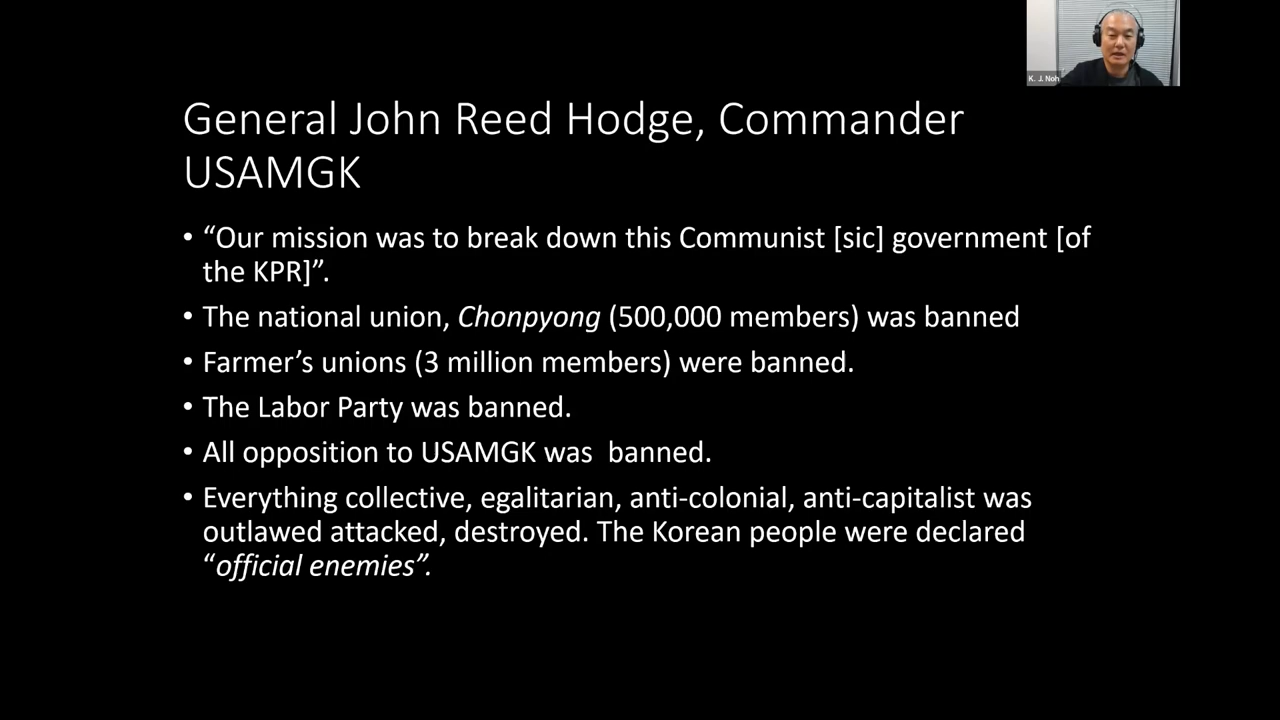 K. J. Noh
General John Reed Hodge, Commander
USAMGK
• “Our mission was to break down this Communist [sic] government [of
the KPR]”.
• The national union, Chonpyong (500,000 members) was banned
• Farmer’s unions (3 million members) were banned.
• The Labor Party was banned.
• All opposition to USAMGK was  banned.
• Everything collective, egalitarian, anti-colonial, anti-capitalist was
outlawed attacked, destroyed. The Korean people were declared
“official enemies”.